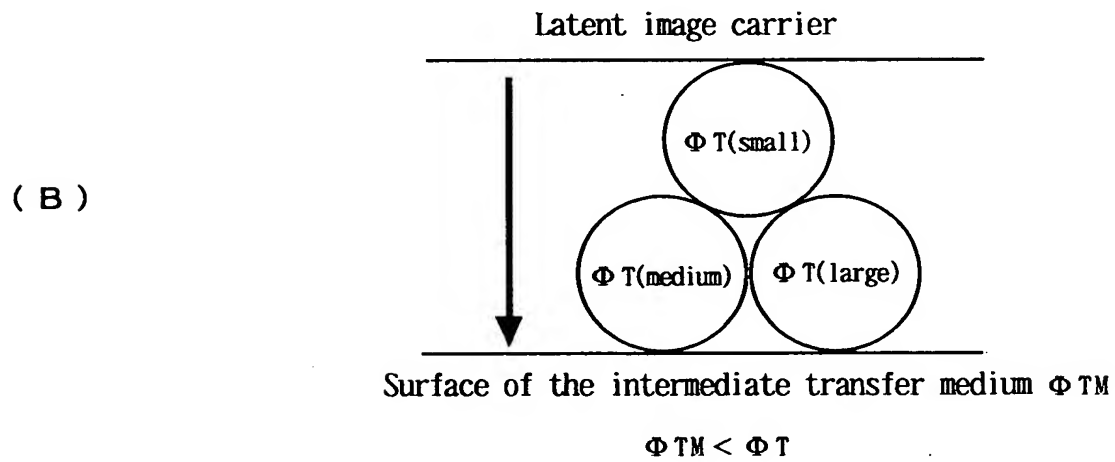 Latent image carrier
Φ T(small)
( B )
Φ T(medium) Φ T(large)
Surface of the intermediate transfer medium Φ TM
Φ TM < Φ T